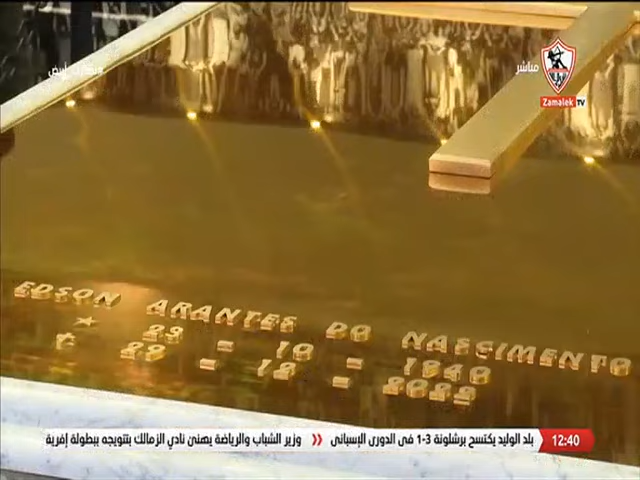 مباشر
Zamalek TV
EDSON ARANTES DO NASCIMENTO
★ 23 - 10 - 1940
✝ 29 - 12 - 2022
12:40
بلد الوليد يكتسح برشلونة 3-1 فى الدورى الإسبانى
وزير الشباب والرياضة يهنئ نادي الزمالك بتتويجه ببطولة إفرية